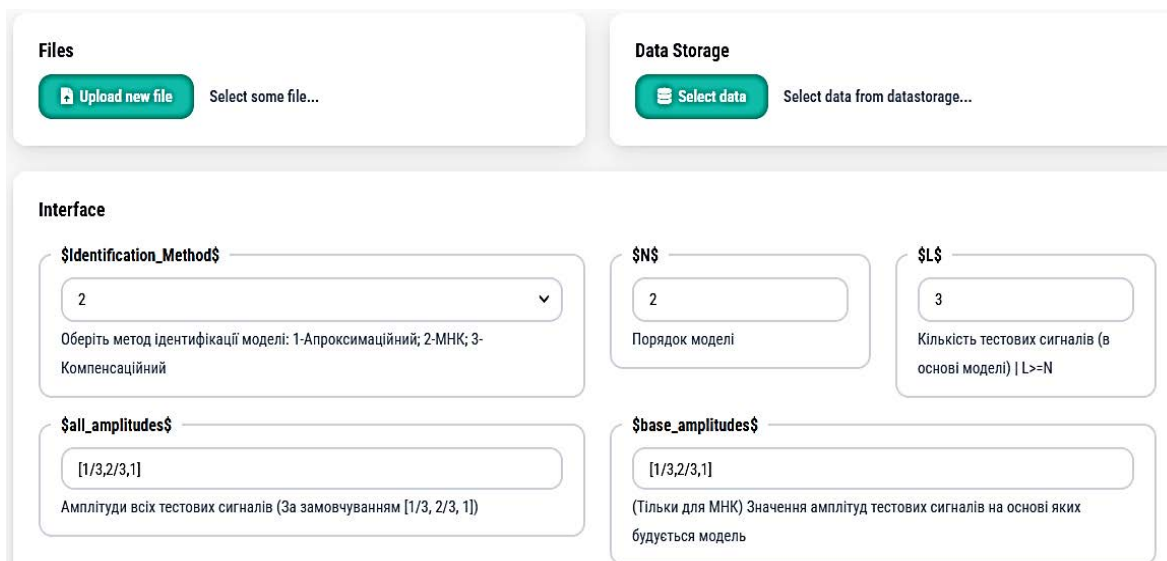 Files
Upload new file Select some file...
Data Storage
Select data Select data from datastorage...
Interface
$Identification_Method$
2
Оберіть метод ідентифікації моделі: 1-Апроксимаційний; 2-МНК; 3-
Компенсаційний
$N$
2
Порядок моделі
$L$
3
Кількість тестових сигналів (в
основі моделі) | L>=N
$all_amplitudes$
[1/3,2/3,1]
Амплітуди всіх тестових сигналів (За замовчуванням [1/3, 2/3, 1])
$base_amplitudes$
[1/3,2/3,1]
(Тільки для МНК) Значення амплітуд тестових сигналів на основі яких
будується модель